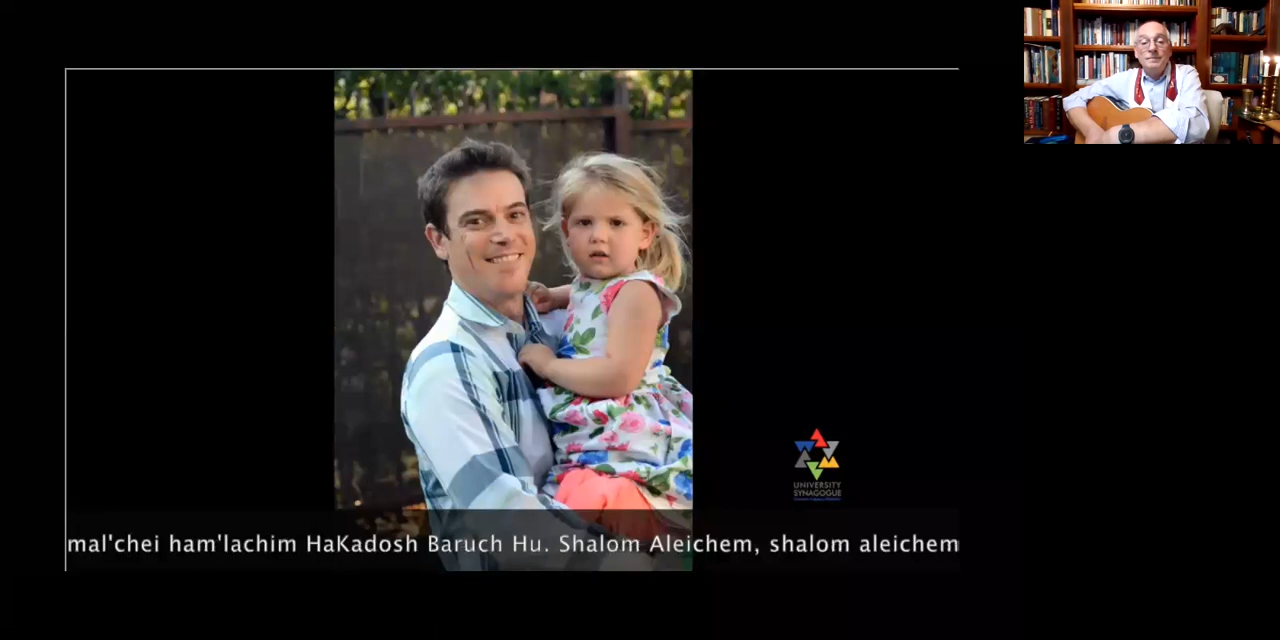 UNIVERSITY
SYNAGOGUE
mal'chei ham'lachim HaKadosh Baruch Hu. Shalom Aleichem, shalom aleichem